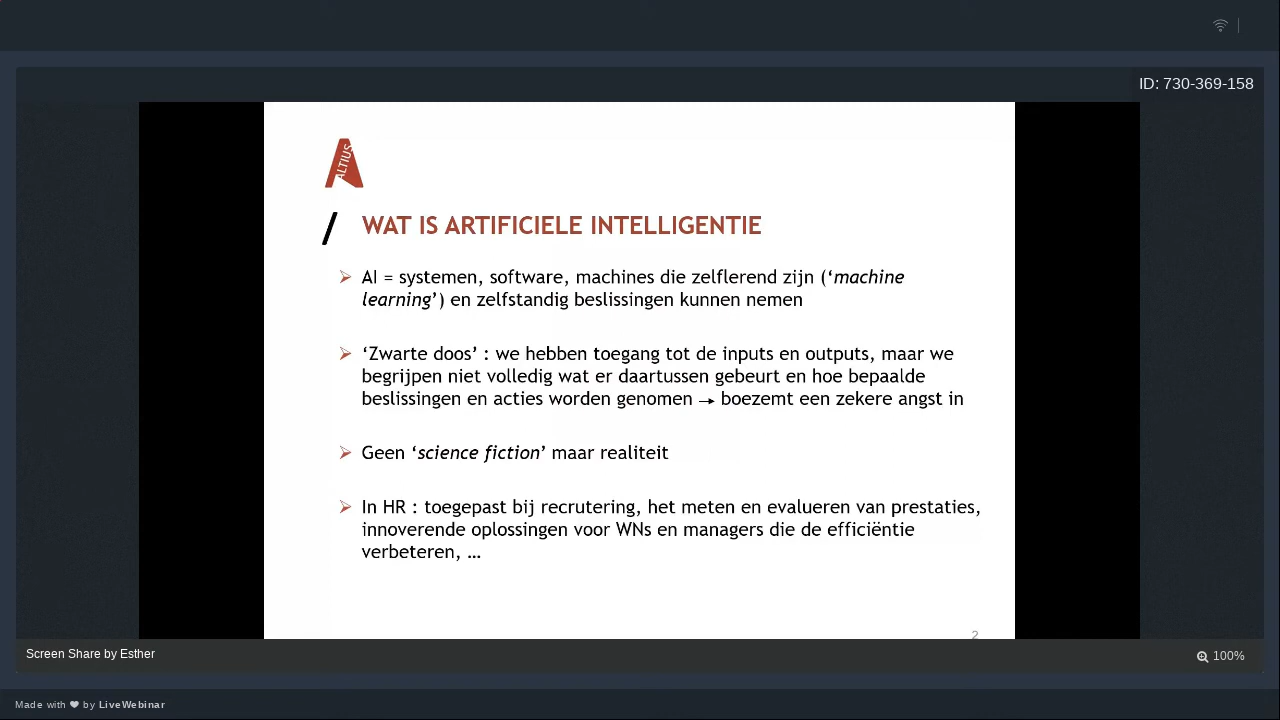 ID: 730-369-158
ALTIUS
/ WAT IS ARTIFICIELE INTELLIGENTIE
➢ AI = systemen, software, machines die zelflerend zijn (‘machine
learning’) en zelfstandig beslissingen kunnen nemen
➢ ‘Zwarte doos’ : we hebben toegang tot de inputs en outputs, maar we
begrijpen niet volledig wat er daartussen gebeurt en hoe bepaalde
beslissingen en acties worden genomen → boezemt een zekere angst in
➢ Geen ‘science fiction’ maar realiteit
➢ In HR : toegepast bij recrutering, het meten en evalueren van prestaties,
innoverende oplossingen voor WNs en managers die de efficiëntie
verbeteren, …
2
Screen Share by Esther
100%
Made with ❤ by LiveWebinar